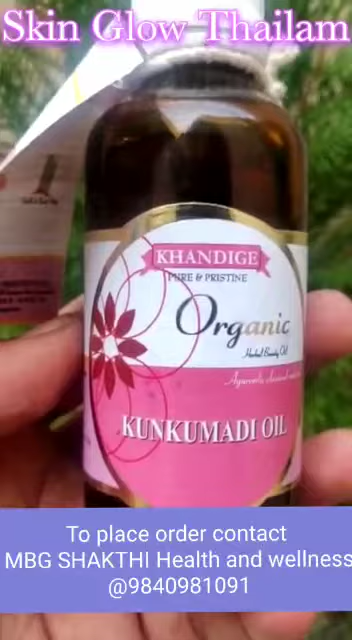 Skin Glow Thailam
KHANDIGE
PURE & PRISTINE
Organic
Herbal Beauty Oil
KUNKUMADI OIL
To place order contact
MBG SHAKTHI Health and wellness
@9840981091